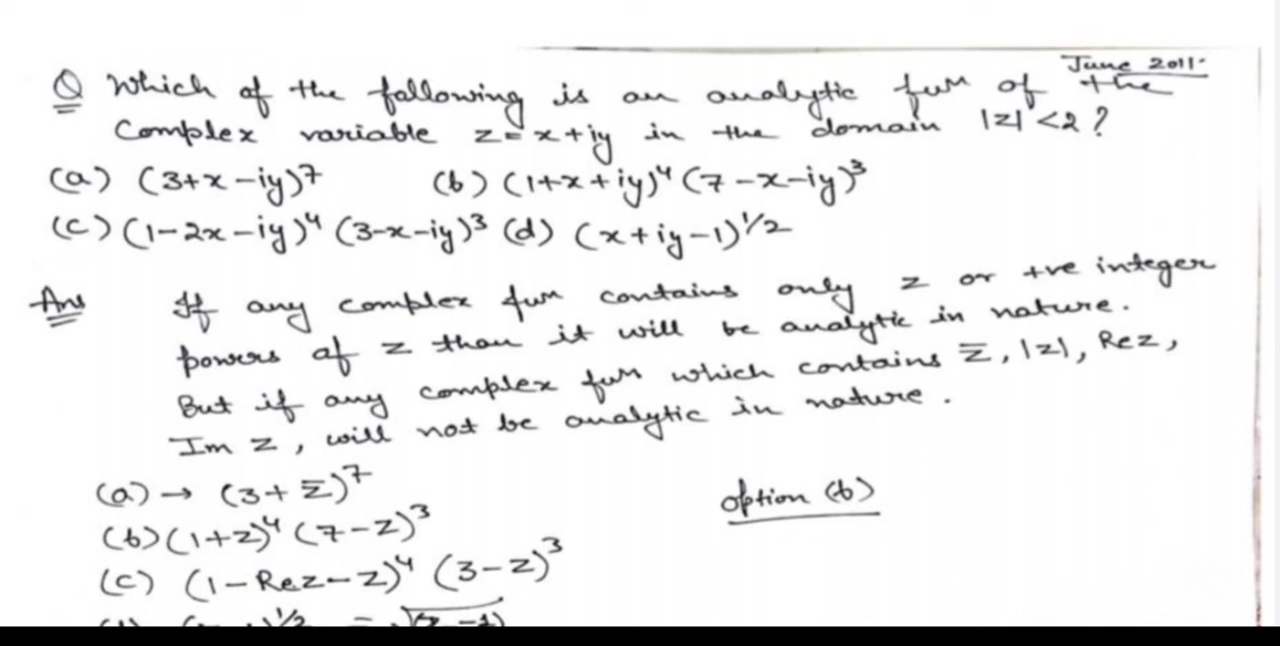 June 2011
Q Which of the following is an analytic fun of the
Complex variable z = x+iy in the domain |z|<2?
(a) (3+x-iy)⁷ (b) (1+x+iy)⁴ (7-x-iy)³
(c) (1-2x-iy)⁴ (3-x-iy)³ (d) (x+iy-1)^1/2
Ans If any complex fun contains only z or +ve integer
powers of z than it will be analytic in nature.
But if any complex fun which contains z̅, |z|, Re z,
Im z, will not be analytic in nature.
(a) → (3+z̅)⁷
option (b)
(b) (1+z)⁴ (7-z)³
(c) (1-Re z-z)⁴ (3-z)³